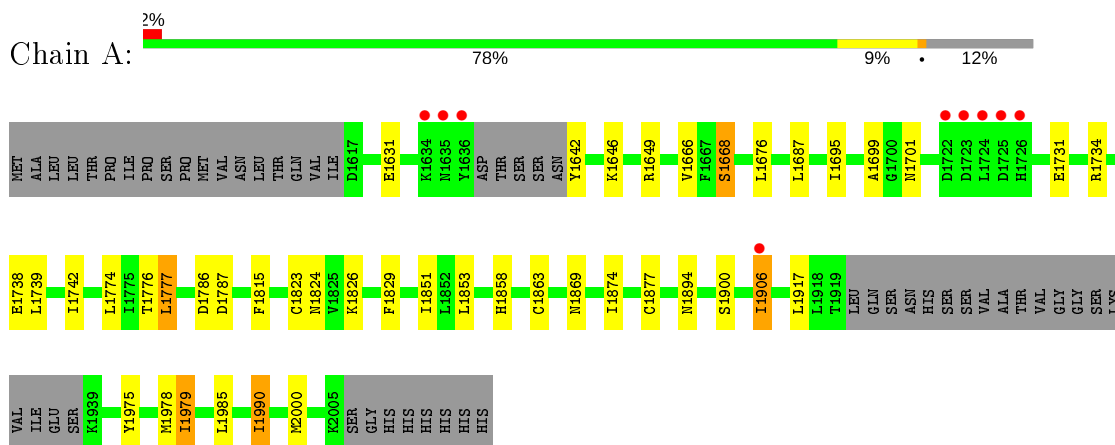 2%
Chain A:
78% 9% • 12%
MET ALA LEU LEU THR PRO ILE PRO SER PRO MET VAL ASN LEU THR GLN VAL ILE D1617 E1631 K1634 N1635 Y1636 ASP THR SER SER ASN Y1642 K1646 R1649 V1666 F1667 S1668 L1676 L1687 I1695 A1699 G1700 N1701 D1722 D1723 L1724 D1725 H1726 E1731 R1734
E1738 L1739 I1742 L1774 I1775 T1776 L1777 D1786 D1787 F1815 C1823 N1824 V1825 K1826 F1829 I1851 L1852 L1853 H1858 C1863 N1869 I1874 C1877 N1894 S1900 I1906 L1917 L1918 T1919 LEU GLN SER ASN HIS SER SER VAL ALA THR VAL GLY GLY SER LYS
VAL ILE GLU SER K1939 Y1975 M1978 I1979 L1985 I1990 M2000 K2005 SER GLY HIS HIS HIS HIS HIS HIS